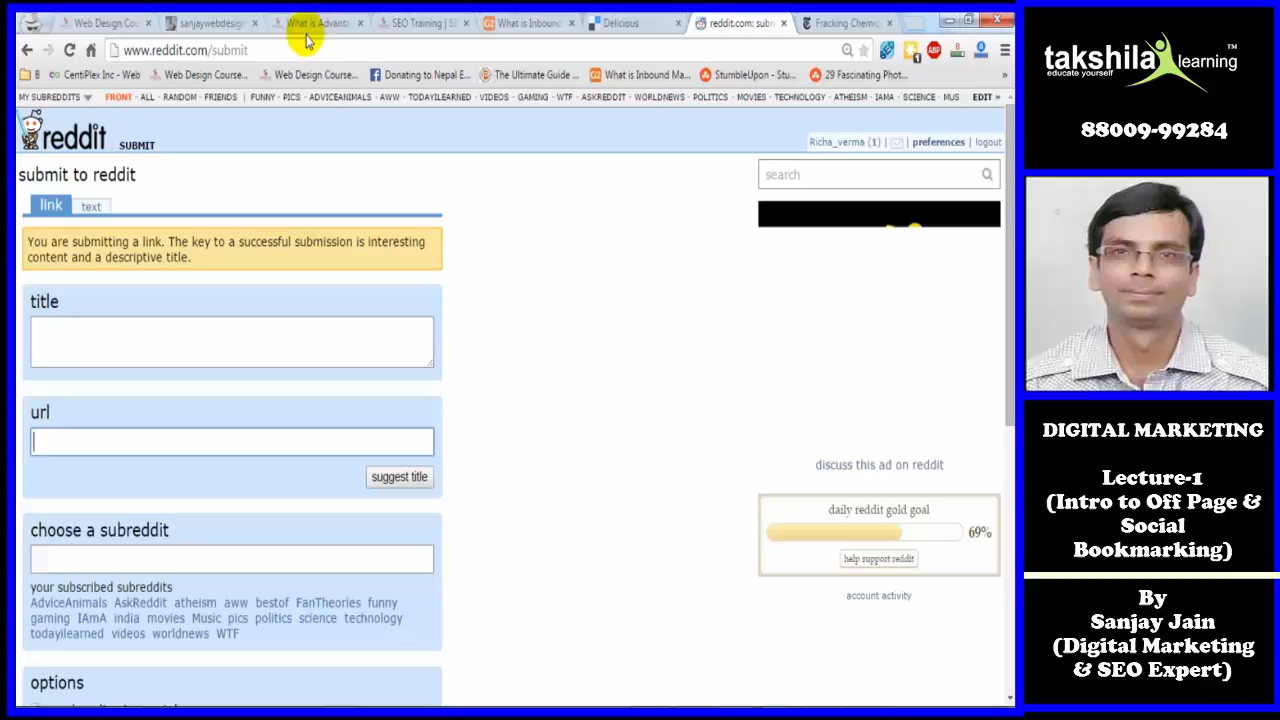 Web Design Cou
sanjaywebdesig
What is Advanta
SEO Training | S
What is Inbound
Delicious
reddit.com: subm
Fracking Chemic
www.reddit.com/submit
B
CentiPlex Inc - Web
Web Design Course...
Web Design Course...
Donating to Nepal E...
The Ultimate Guide ...
What is Inbound Ma...
StumbleUpon - Stu...
29 Fascinating Phot...
MY SUBREDDITS FRONT - ALL - RANDOM - FRIENDS | FUNNY - PICS - ADVICEANIMALS - AWW - TODAYILEARNED - VIDEOS - GAMING - WTF - ASKREDDIT - WORLDNEWS - POLITICS - MOVIES - TECHNOLOGY - ATHEISM - IAMA - SCIENCE - MUS EDIT »
reddit SUBMIT
Richa_verma (1) | | preferences | logout
submit to reddit
search
link text
You are submitting a link. The key to a successful submission is interesting
content and a descriptive title.
title
url
suggest title
choose a subreddit
your subscribed subreddits
AdviceAnimals AskReddit atheism aww bestof FanTheories funny
gaming IAmA india movies Music pics politics science technology
todayilearned videos worldnews WTF
options
discuss this ad on reddit
daily reddit gold goal
69%
help support reddit
account activity
takshila learning ™
educate yourself
88009-99284
DIGITAL MARKETING
Lecture-1
(Intro to Off Page &
Social
Bookmarking)
By
Sanjay Jain
(Digital Marketing
& SEO Expert)